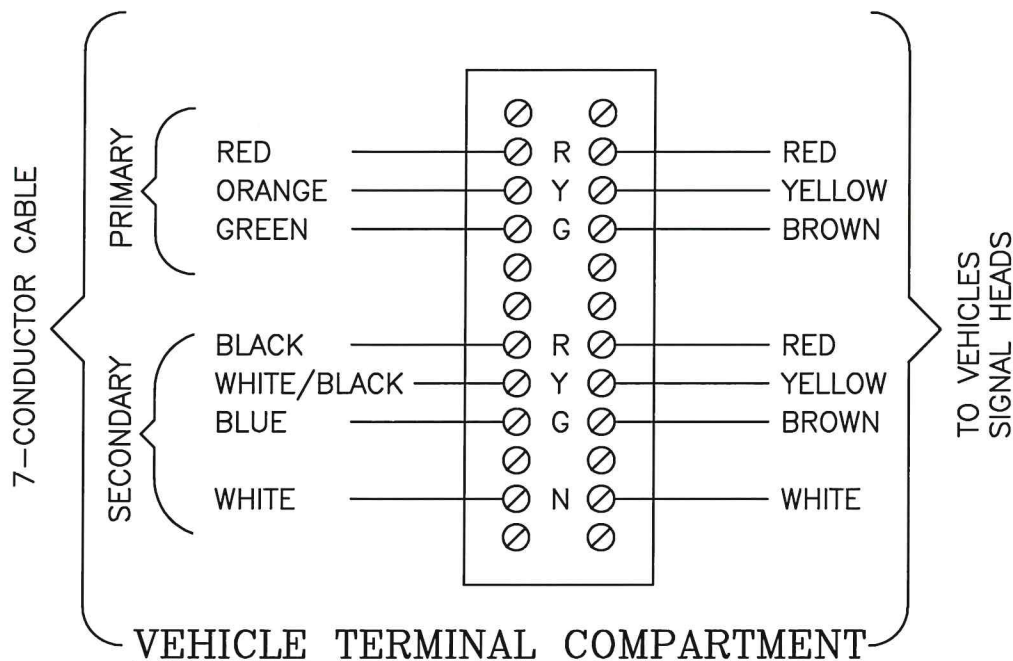 7-CONDUCTOR CABLE
PRIMARY
RED R RED
ORANGE Y YELLOW
GREEN G BROWN
SECONDARY
BLACK R RED
WHITE/BLACK Y YELLOW
BLUE G BROWN
WHITE N WHITE
TO VEHICLES
SIGNAL HEADS
VEHICLE TERMINAL COMPARTMENT